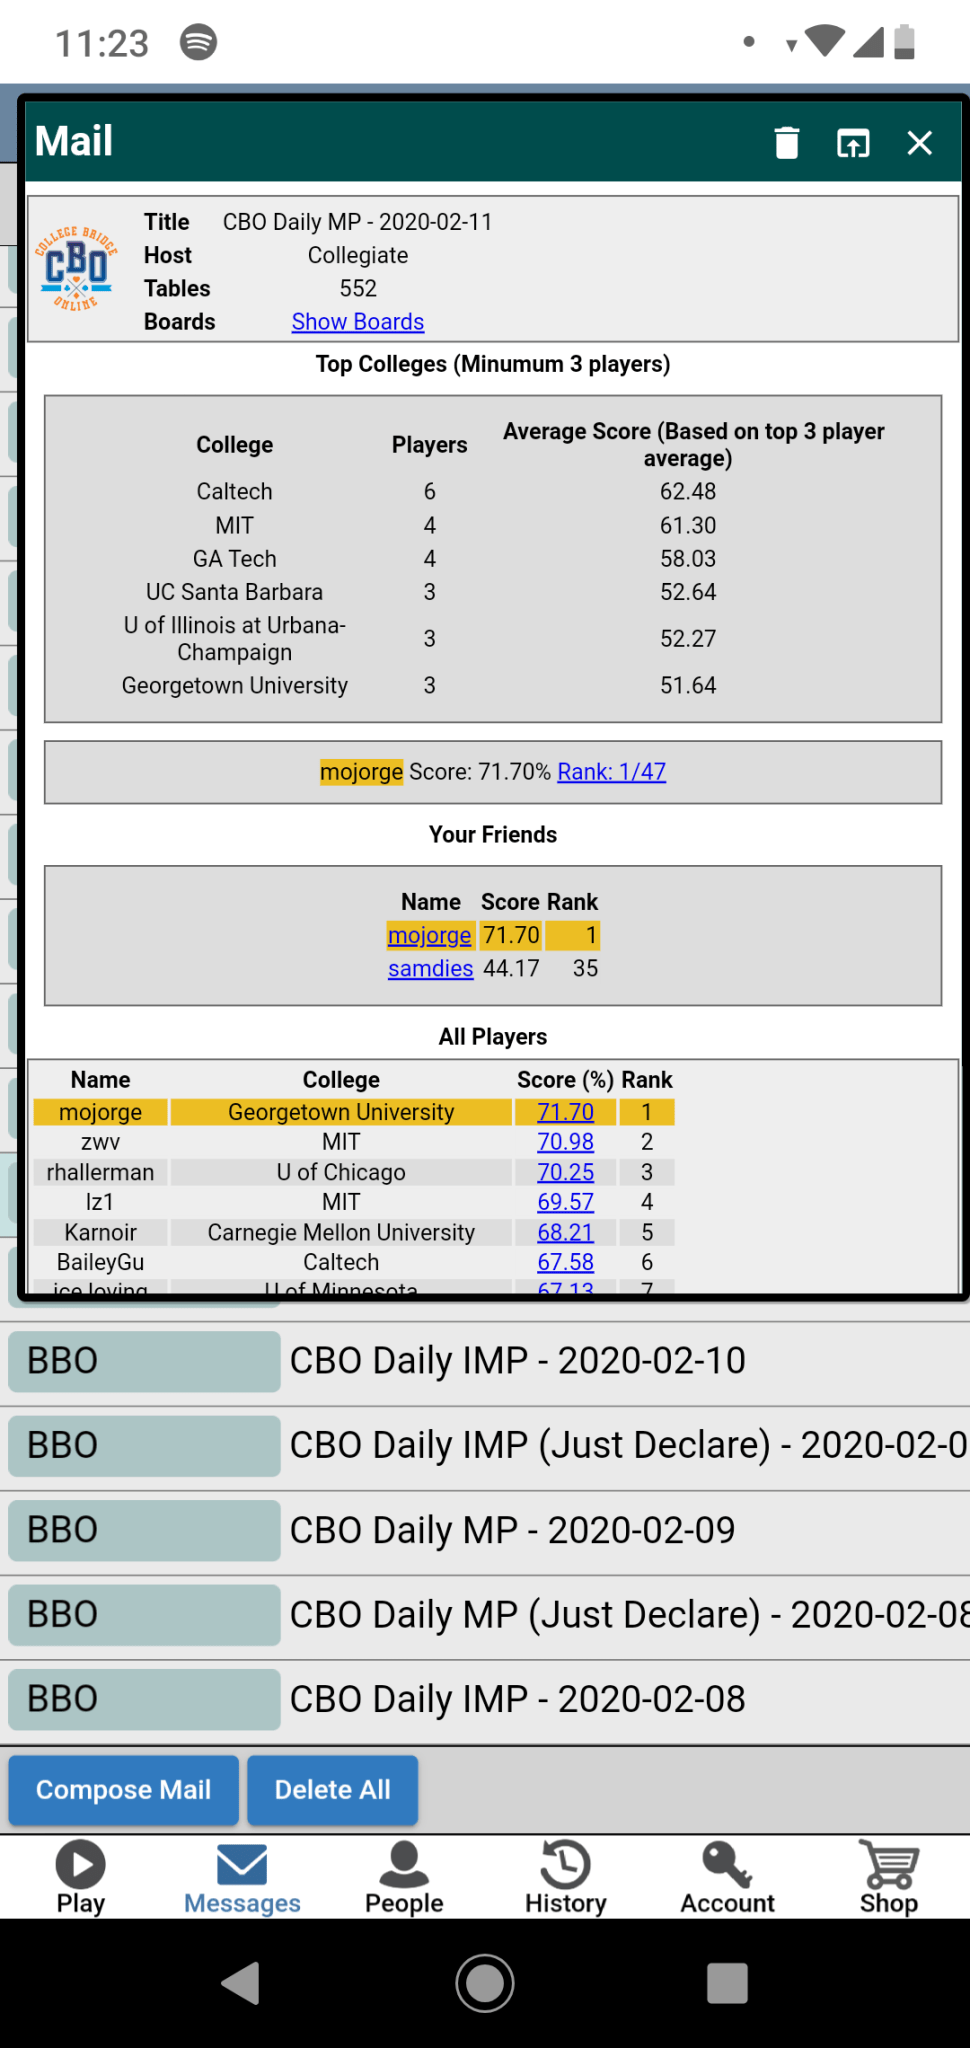 11:23
Mail
COLLEGE BRIDGE
CBO
ONLINE
Title CBO Daily MP - 2020-02-11
Host Collegiate
Tables 552
Boards Show Boards
Top Colleges (Minumum 3 players)
College Players Average Score (Based on top 3 player average)
Caltech 6 62.48
MIT 4 61.30
GA Tech 4 58.03
UC Santa Barbara 3 52.64
U of Illinois at Urbana-
Champaign 3 52.27
Georgetown University 3 51.64
mojorge Score: 71.70% Rank: 1/47
Your Friends
Name Score Rank
mojorge 71.70 1
samdies 44.17 35
All Players
Name College Score (%) Rank
mojorge Georgetown University 71.70 1
zwv MIT 70.98 2
rhallerman U of Chicago 70.25 3
lz1 MIT 69.57 4
Karnoir Carnegie Mellon University 68.21 5
BaileyGu Caltech 67.58 6
ice loving U of Minnesota 67.13 7
BBO CBO Daily IMP - 2020-02-10
BBO CBO Daily IMP (Just Declare) - 2020-02-0
BBO CBO Daily MP - 2020-02-09
BBO CBO Daily MP (Just Declare) - 2020-02-08
BBO CBO Daily IMP - 2020-02-08
Compose Mail Delete All
Play Messages People History Account Shop